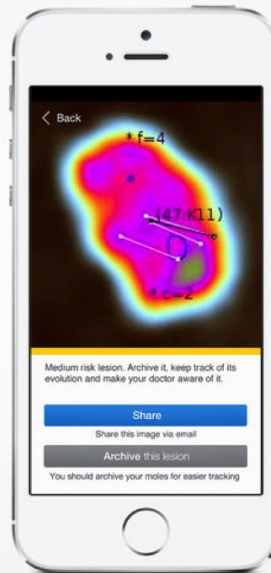 Back
*f=4
(47 Kll)
*c=2
Medium risk lesion. Archive it, keep track of its
evolution and make your doctor aware of it.
Share
Share this image via email
Archive this lesion
You should archive your moles for easier tracking